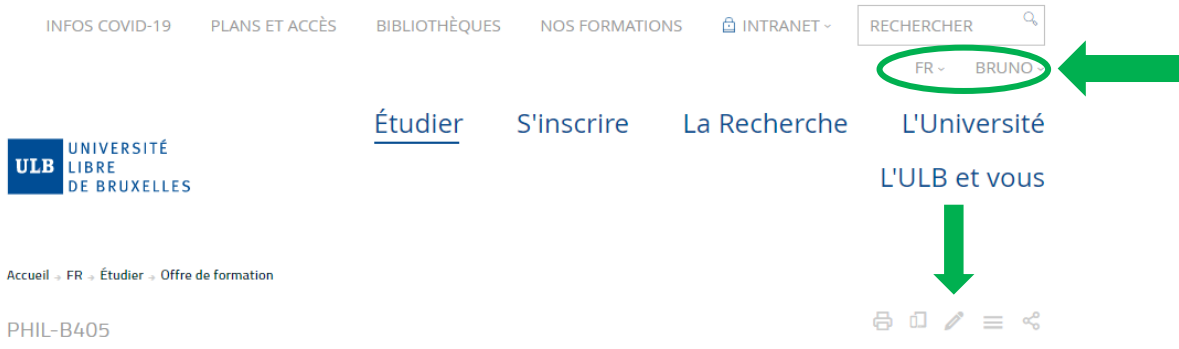 INFOS COVID-19 PLANS ET ACCÈS BIBLIOTHÈQUES NOS FORMATIONS INTRANET RECHERCHER
FR BRUNO
Étudier S'inscrire La Recherche L'Université
L'ULB et vous
ULB UNIVERSITÉ
LIBRE
DE BRUXELLES
Accueil → FR → Étudier → Offre de formation
PHIL-B405